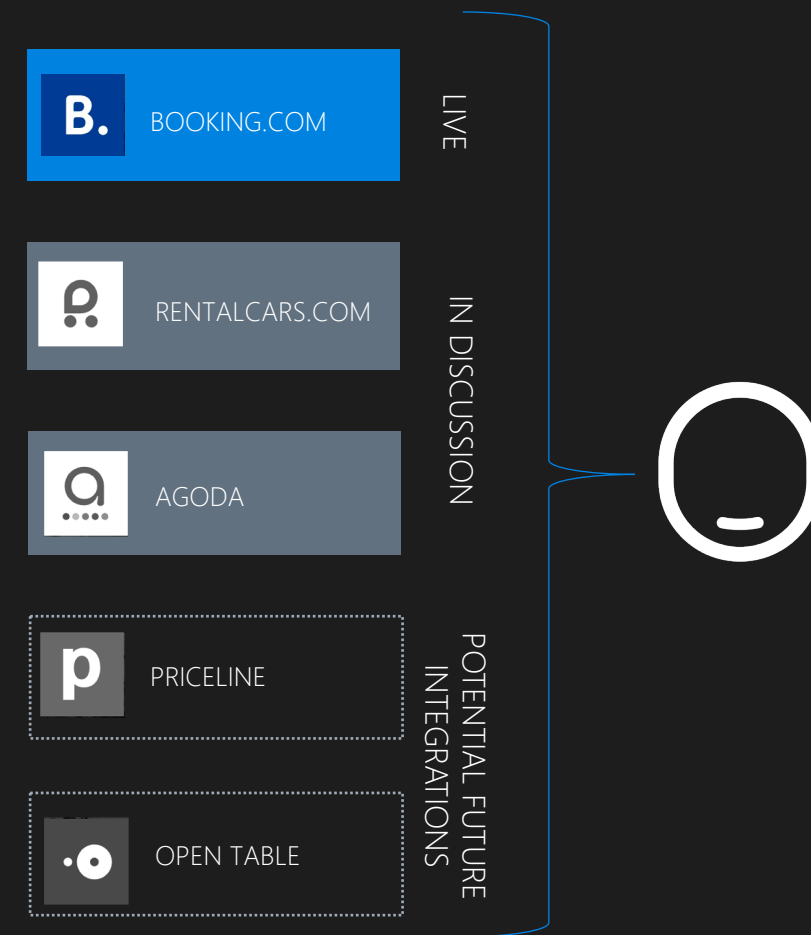 B.
BOOKING.COM
LIVE
RENTALCARS.COM
IN DISCUSSION
a
AGODA
p
PRICELINE
POTENTIAL FUTURE
INTEGRATIONS
OPEN TABLE